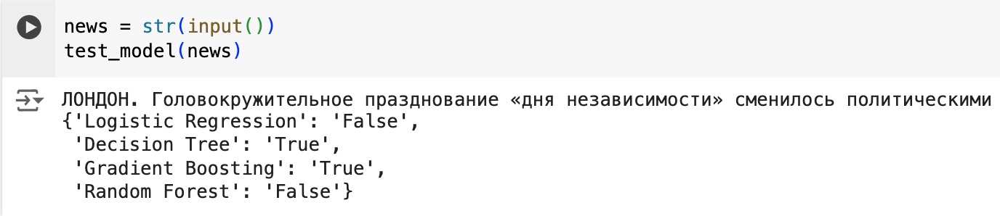 news = str(input())
test_model(news)
ЛОНДОН. Головокружительное празднование «дня независимости» сменилось политическими
{'Logistic Regression': 'False',
'Decision Tree': 'True',
'Gradient Boosting': 'True',
'Random Forest': 'False'}